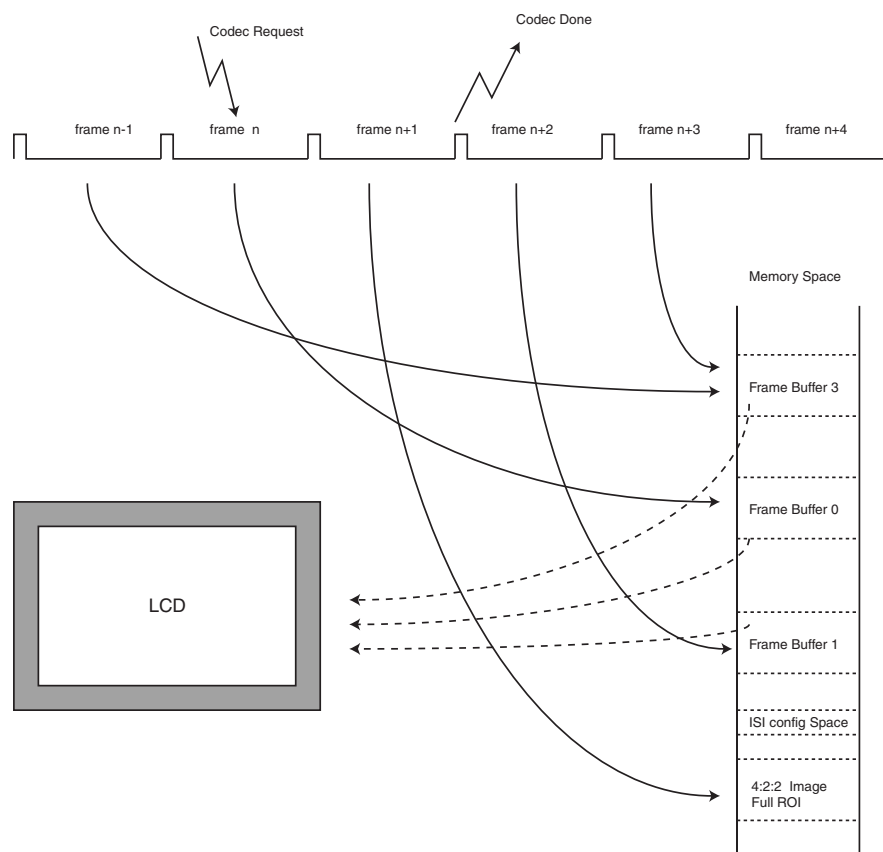 Codec Request
Codec Done
frame n-1
frame n
frame n+1
frame n+2
frame n+3
frame n+4
Memory Space
Frame Buffer 3
Frame Buffer 0
LCD
Frame Buffer 1
ISI config Space
4:2:2 Image
Full ROI